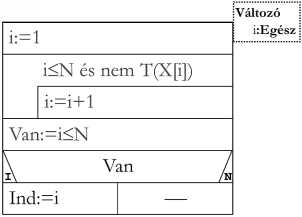 Változó
i:Egész
i:=1
i≤N és nem T(X[i])
i:=i+1
Van:=i≤N
Van
I N
Ind:=i —